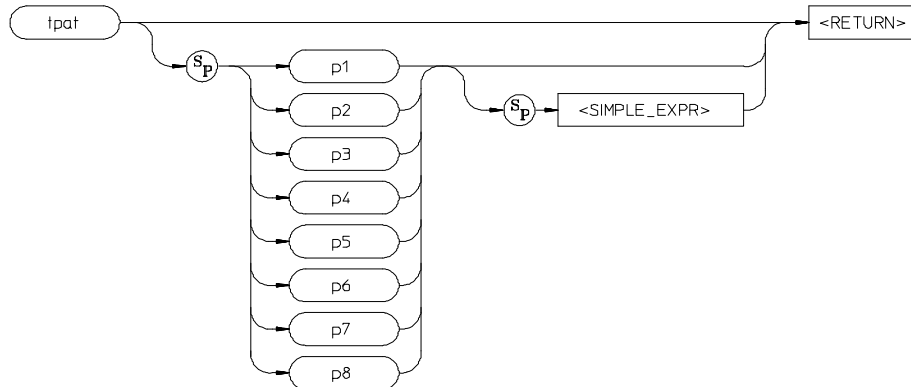 tpat
<RETURN>
SP
p1
p2
SP
<SIMPLE_EXPR>
p3
p4
p5
p6
p7
p8